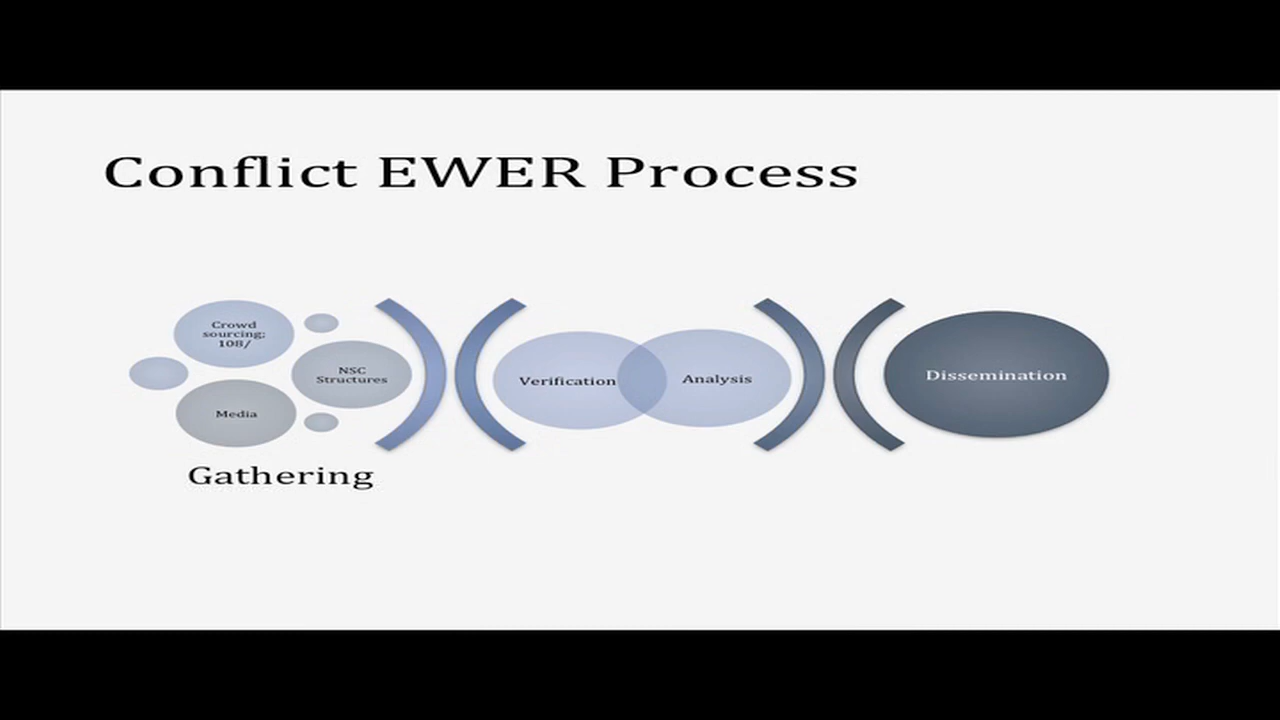 Conflict EWER Process
Crowd
sourcing;
108/
NSC
Structures
Media
Gathering
Verification
Analysis
Dissemination